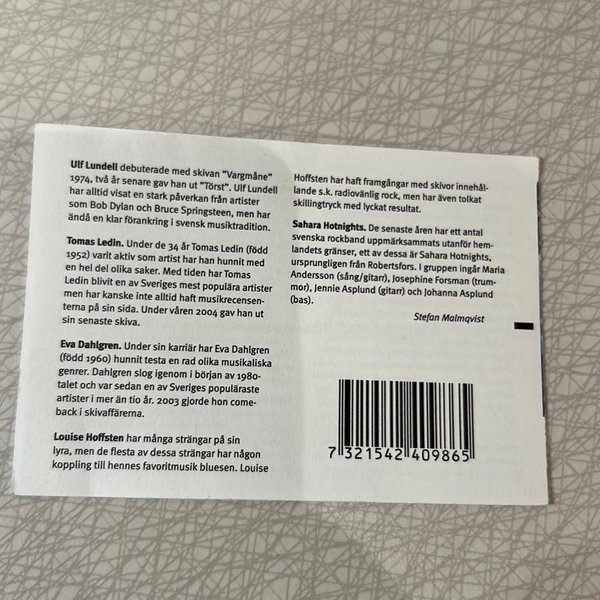 Ulf Lundell debuterade med skivan "Vargmåne"
1974, två år senare gav han ut "Törst". Ulf Lundell
har alltid visat en stark påverkan från artister
som Bob Dylan och Bruce Springsteen, men har
ändå en klar förankring i svensk musiktradition.
Tomas Ledin. Under de 34 år Tomas Ledin (född
1952) varit aktiv som artist har han hunnit med
en hel del olika saker. Med tiden har Tomas
Ledin blivit en av Sveriges mest populära artister
men har kanske inte alltid haft musikrecensen-
terna på sin sida. Under våren 2004 gav han ut
sin senaste skiva.
Eva Dahlgren. Under sin karriär har Eva Dahlgren
(född 1960) hunnit testa en rad olika musikaliska
genrer. Dahlgren slog igenom i början av 1980-
talet och var sedan en av Sveriges populäraste
artister i mer än tio år. 2003 gjorde hon come-
back i skivaffärerna.
Louise Hoffsten har många strängar på sin
lyra, men de flesta av dessa strängar har någon
koppling till hennes favoritmusik bluesen. Louise
Hoffsten har haft framgångar med skivor innehål-
lande s.k. radiovänlig rock, men har även tolkat
skillingtryck med lyckat resultat.
Sahara Hotnights. De senaste åren har ett antal
svenska rockband uppmärksammats utanför hem-
landets gränser, ett av dessa är Sahara Hotnights,
ursprungligen från Robertsfors. I gruppen ingår Maria
Andersson (sång/gitarr), Josephine Forsman (trum-
mor), Jennie Asplund (gitarr) och Johanna Asplund
(bas).
Stefan Malmqvist
7 321542 409865